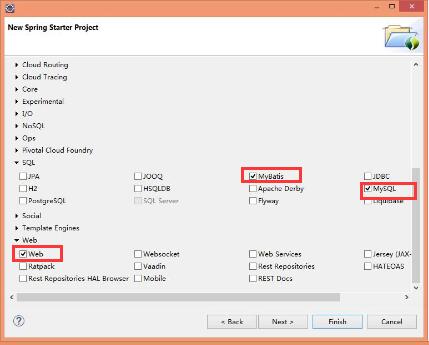 New Spring Starter Project
Cloud Routing
Cloud Tracing
Core
Experimental
I/O
NoSQL
Ops
Pivotal Cloud Foundry
SQL
JPA JOOQ MyBatis JDBC
H2 HSQLDB Apache Derby MySQL
PostgreSQL SQL Server Flyway Liquibase
Social
Template Engines
Web
Web Websocket Web Services Jersey (JAX-
Ratpack Vaadin Rest Repositories HATEOAS
Rest Repositories HAL Browser Mobile REST Docs
< Back Next > Finish Cancel